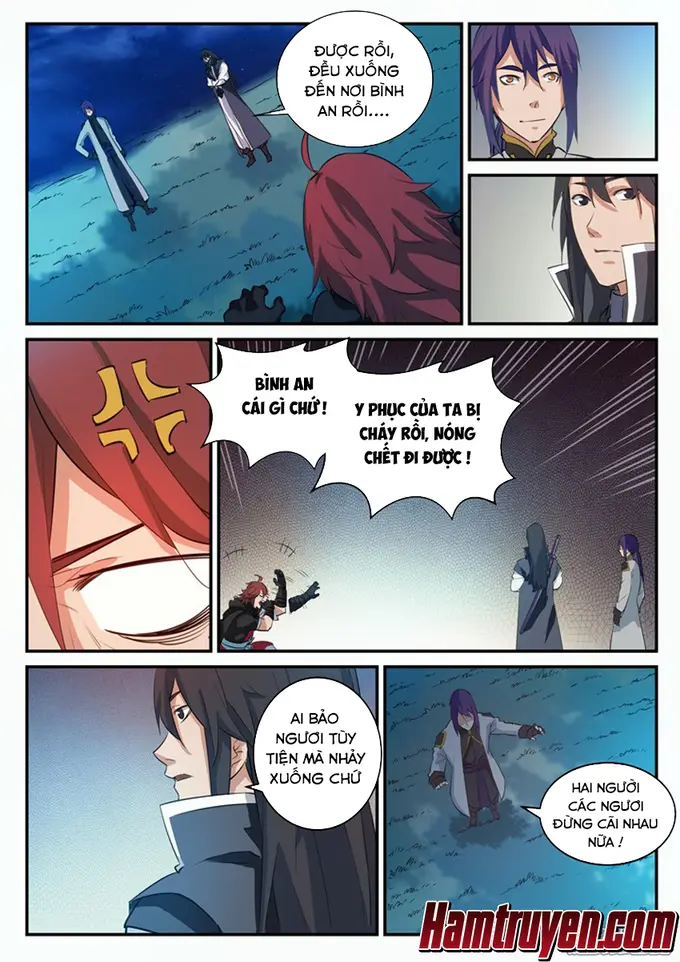 ĐƯỢC RỒI,
ĐỀU XUỐNG
ĐẾN NƠI BÌNH
AN RỒI....
BÌNH AN
CÁI GÌ CHỨ!
Y PHỤC CỦA TA BỊ
CHÁY RỒI, NÓNG
CHẾT ĐI ĐƯỢC!
AI BẢO
NGƯƠI TÙY
TIỆN MÀ NHẢY
XUỐNG CHỨ
HAI NGƯỜI
CÁC NGƯƠI
ĐỪNG CÃI NHAU
NỮA!
Hamtruyen.com